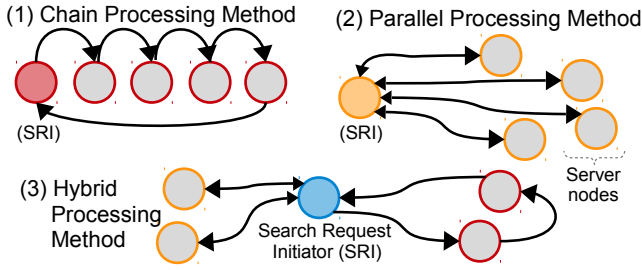 (1) Chain Processing Method
(SRI)
(2) Parallel Processing Method
(SRI)
Server
nodes
(3) Hybrid
Processing
Method
Search Request
Initiator (SRI)